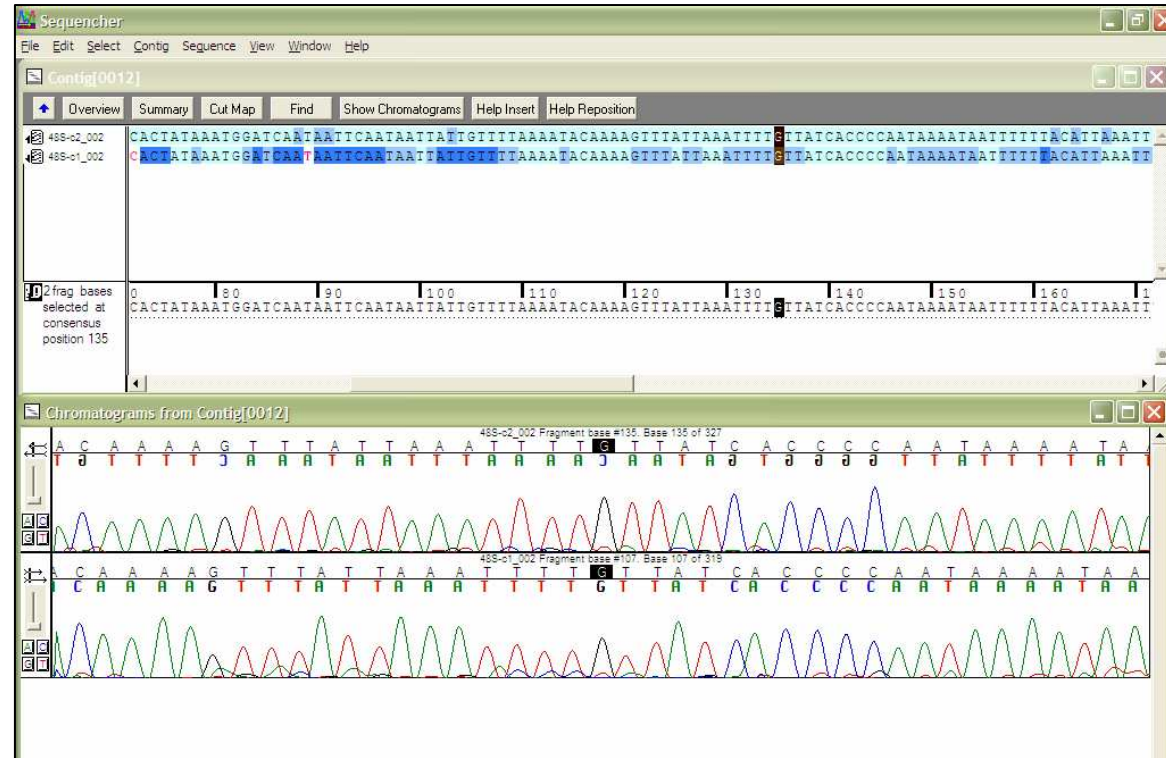 Sequencher
File Edit Select Contig Sequence View Window Help
Contig[0012]
Overview Summary Cut Map Find Show Chromatograms Help Insert Help Reposition
48S-c2_002 CACTATAAATGGATCAATAATTCAATAATTATTGTTTTAAAATACAAAAGTTTATTAAATTTTGTTATCACCCCAATAAAATAATTTTTTACATTAAATT
48S-c1_002 CACTATAAATGGATCAATAATTCAATAATTATTGTTTTAAAATACAAAAGTTTATTAAATTTTGTTATCACCCCAATAAAATAATTTTTTACATTAAATT
2 frag bases selected at consensus position 135
0 80 90 100 110 120 130 140 150 160 1
CACTATAAATGGATCAATAATTCAATAATTATTGTTTTAAAATACAAAAGTTTATTAAATTTTGTTATCACCCCAATAAAATAATTTTTTACATTAAATT
Chromatograms from Contig[0012]
48S-c2_002 Fragment base #135. Base 135 of 327
A C A A A A G T T T A T T A A A T T T T G T T A T C A C C C C A A T A A A A T A A
T G T T T T C A A A T A A T T T A A A A C A A T A G T G G G G T T A T T T T A T T
A C
G T
48S-c1_002 Fragment base #107. Base 107 of 319
A C A A A A G T T T A T T A A A T T T T G T T A T C A C C C C A A T A A A A T A A
C A A A A G T T T A T T A A A T T T T G T T A T C A C C C C A A T A A A A T A A
A C
G T